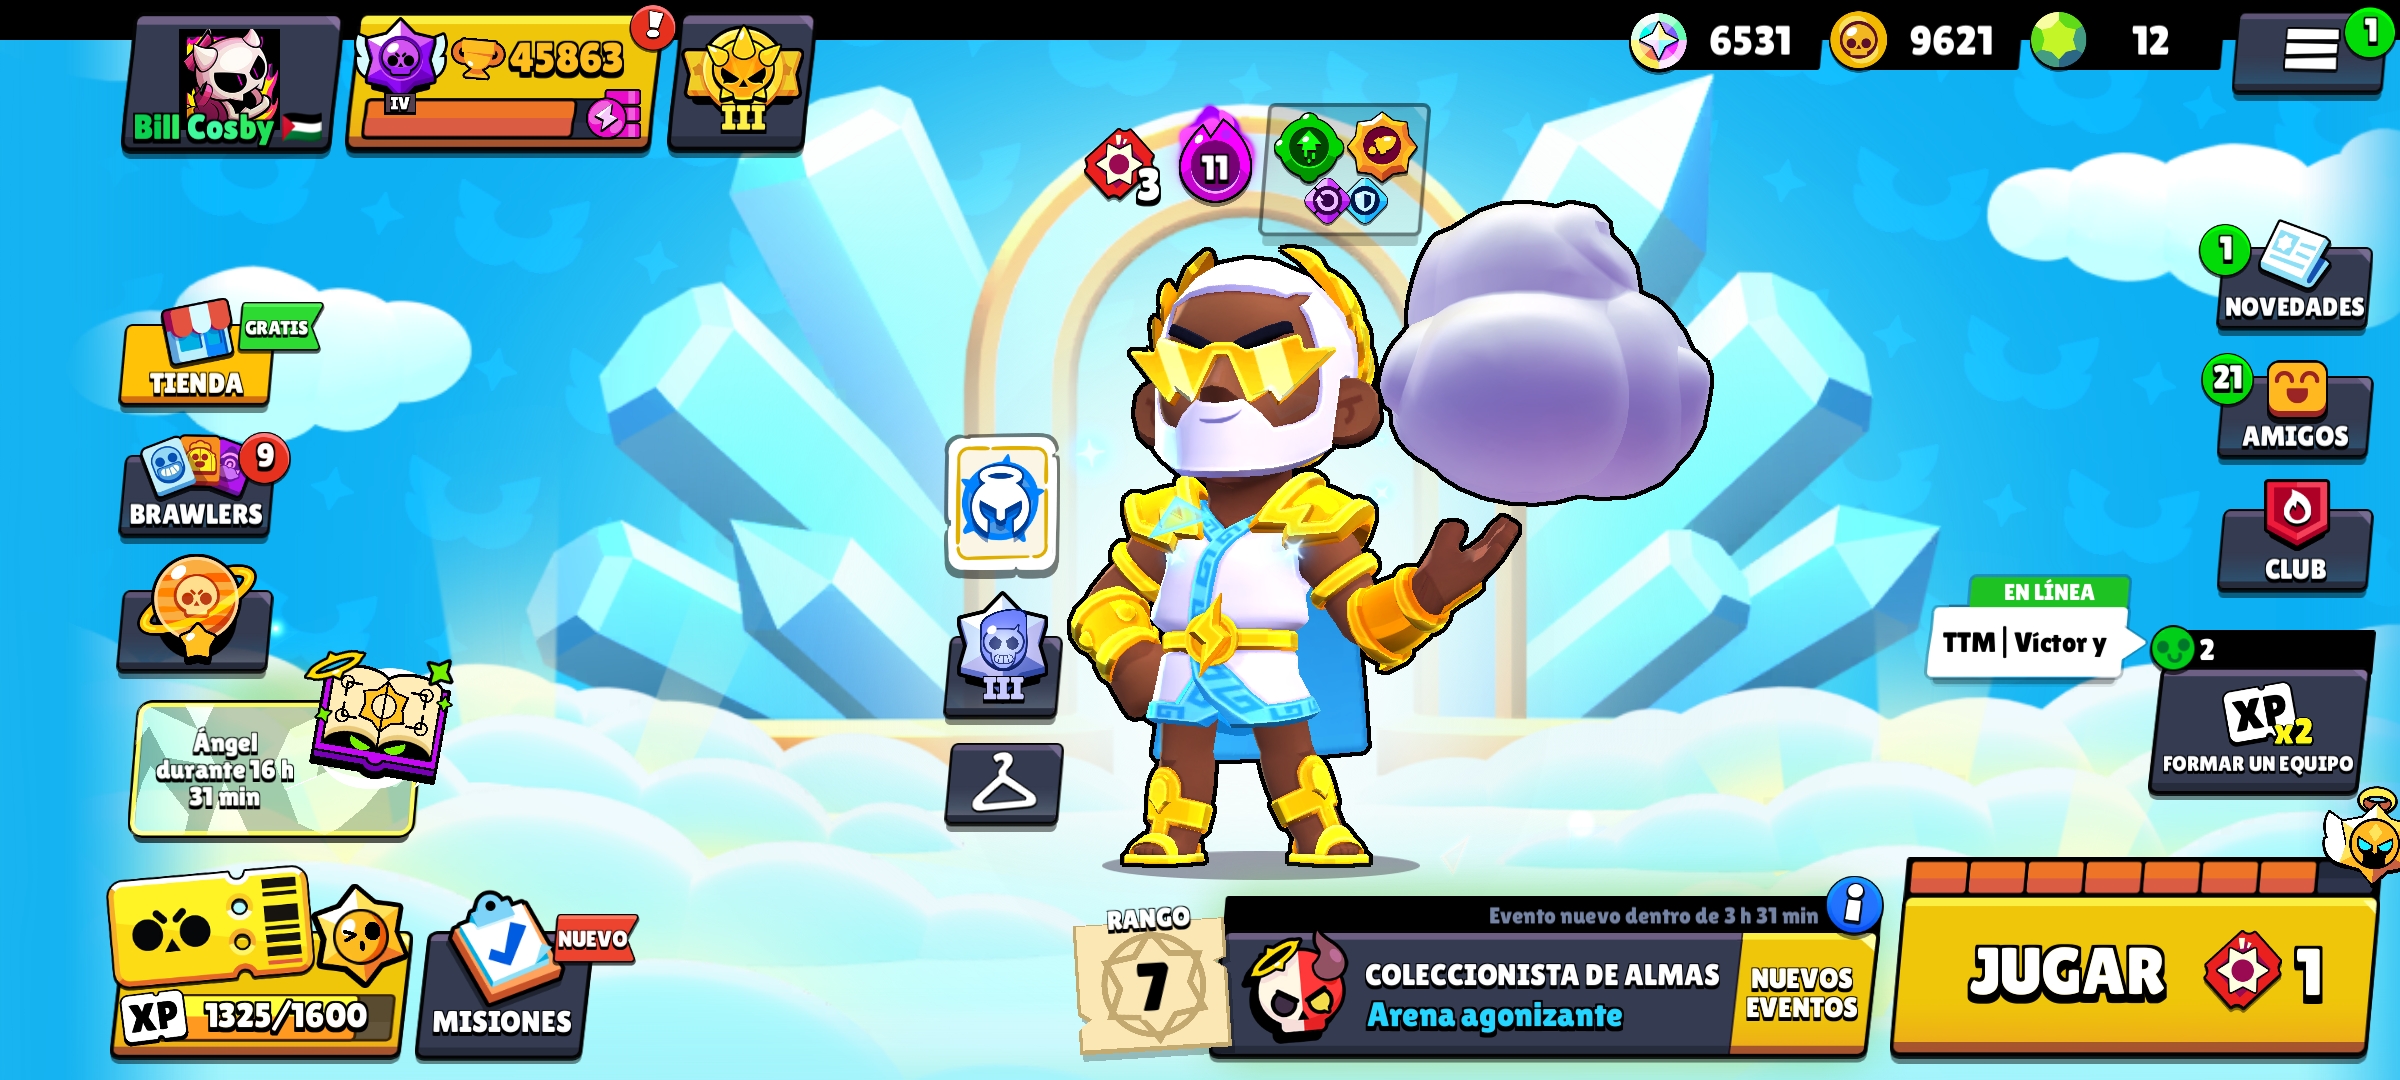 Bill Cosby
IV
45863
!
III
6531
9621
12
1
3
11
GRATIS
TIENDA
9
BRAWLERS
Ángel
durante 16 h
31 min
1
NOVEDADES
21
AMIGOS
CLUB
EN LÍNEA
TTM | Víctor y
2
XP
x2
FORMAR UN EQUIPO
III
XP
1325/1600
NUEVO
MISIONES
RANGO
7
Evento nuevo dentro de 3 h 31 min
i
COLECCIONISTA DE ALMAS
Arena agonizante
NUEVOS
EVENTOS
JUGAR
1